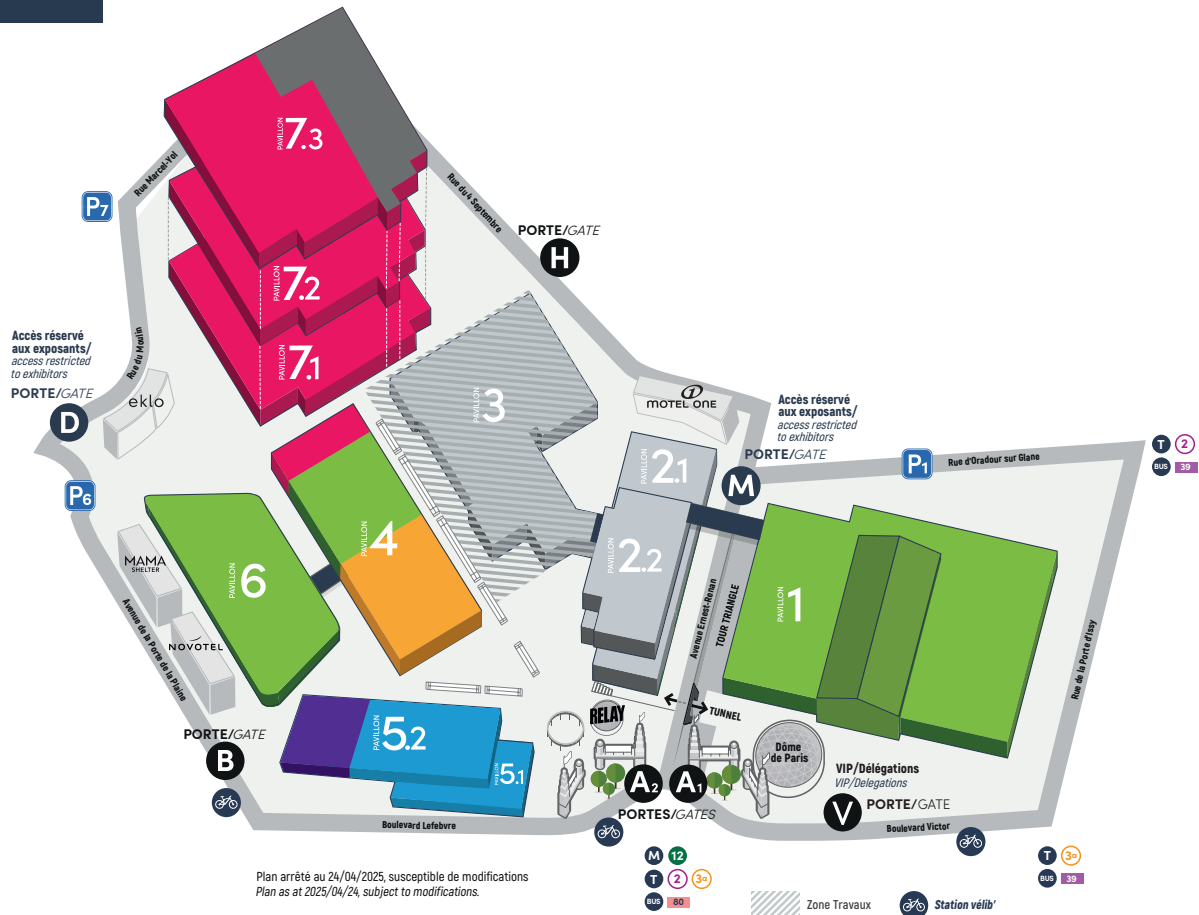 PAVILLON
7.3
Rue Marcel-Yol
P7
Rue du 4 Septembre
PORTE/GATE
H
PAVILLON
7.2
PAVILLON
7.1
Accès réservé
aux exposants/
access restricted
to exhibitors
PORTE/GATE
D
Rue du Moulin
eklo
PAVILLON
3
1
MOTEL ONE
Accès réservé
aux exposants/
access restricted
to exhibitors
PORTE/GATE
M
P1
Rue d'Oradour sur Glane
T 2
BUS 39
P6
PAVILLON
2.1
PAVILLON
4
PAVILLON
2.2
MAMA
SHELTER
PAVILLON
6
NOVOTEL
Avenue de la Porte de la Plaine
Avenue Ernest-Renan
TOUR TRIANGLE
PAVILLON
1
Rue de la Porte d'Issy
PORTE/GATE
B
PAVILLON
5.2
PAVILLON
5.1
RELAY
TUNNEL
Dôme
de Paris
A2
A1
PORTES/GATES
VIP/Délégations
VIP/Delegations
V
PORTE/GATE
Boulevard Lefebvre
Boulevard Victor
M 12
T 2 3a
BUS 80
T 3a
BUS 39
Plan arrêté au 24/04/2025, susceptible de modifications
Plan as at 2025/04/24, subject to modifications.
Zone Travaux
Station vélib'